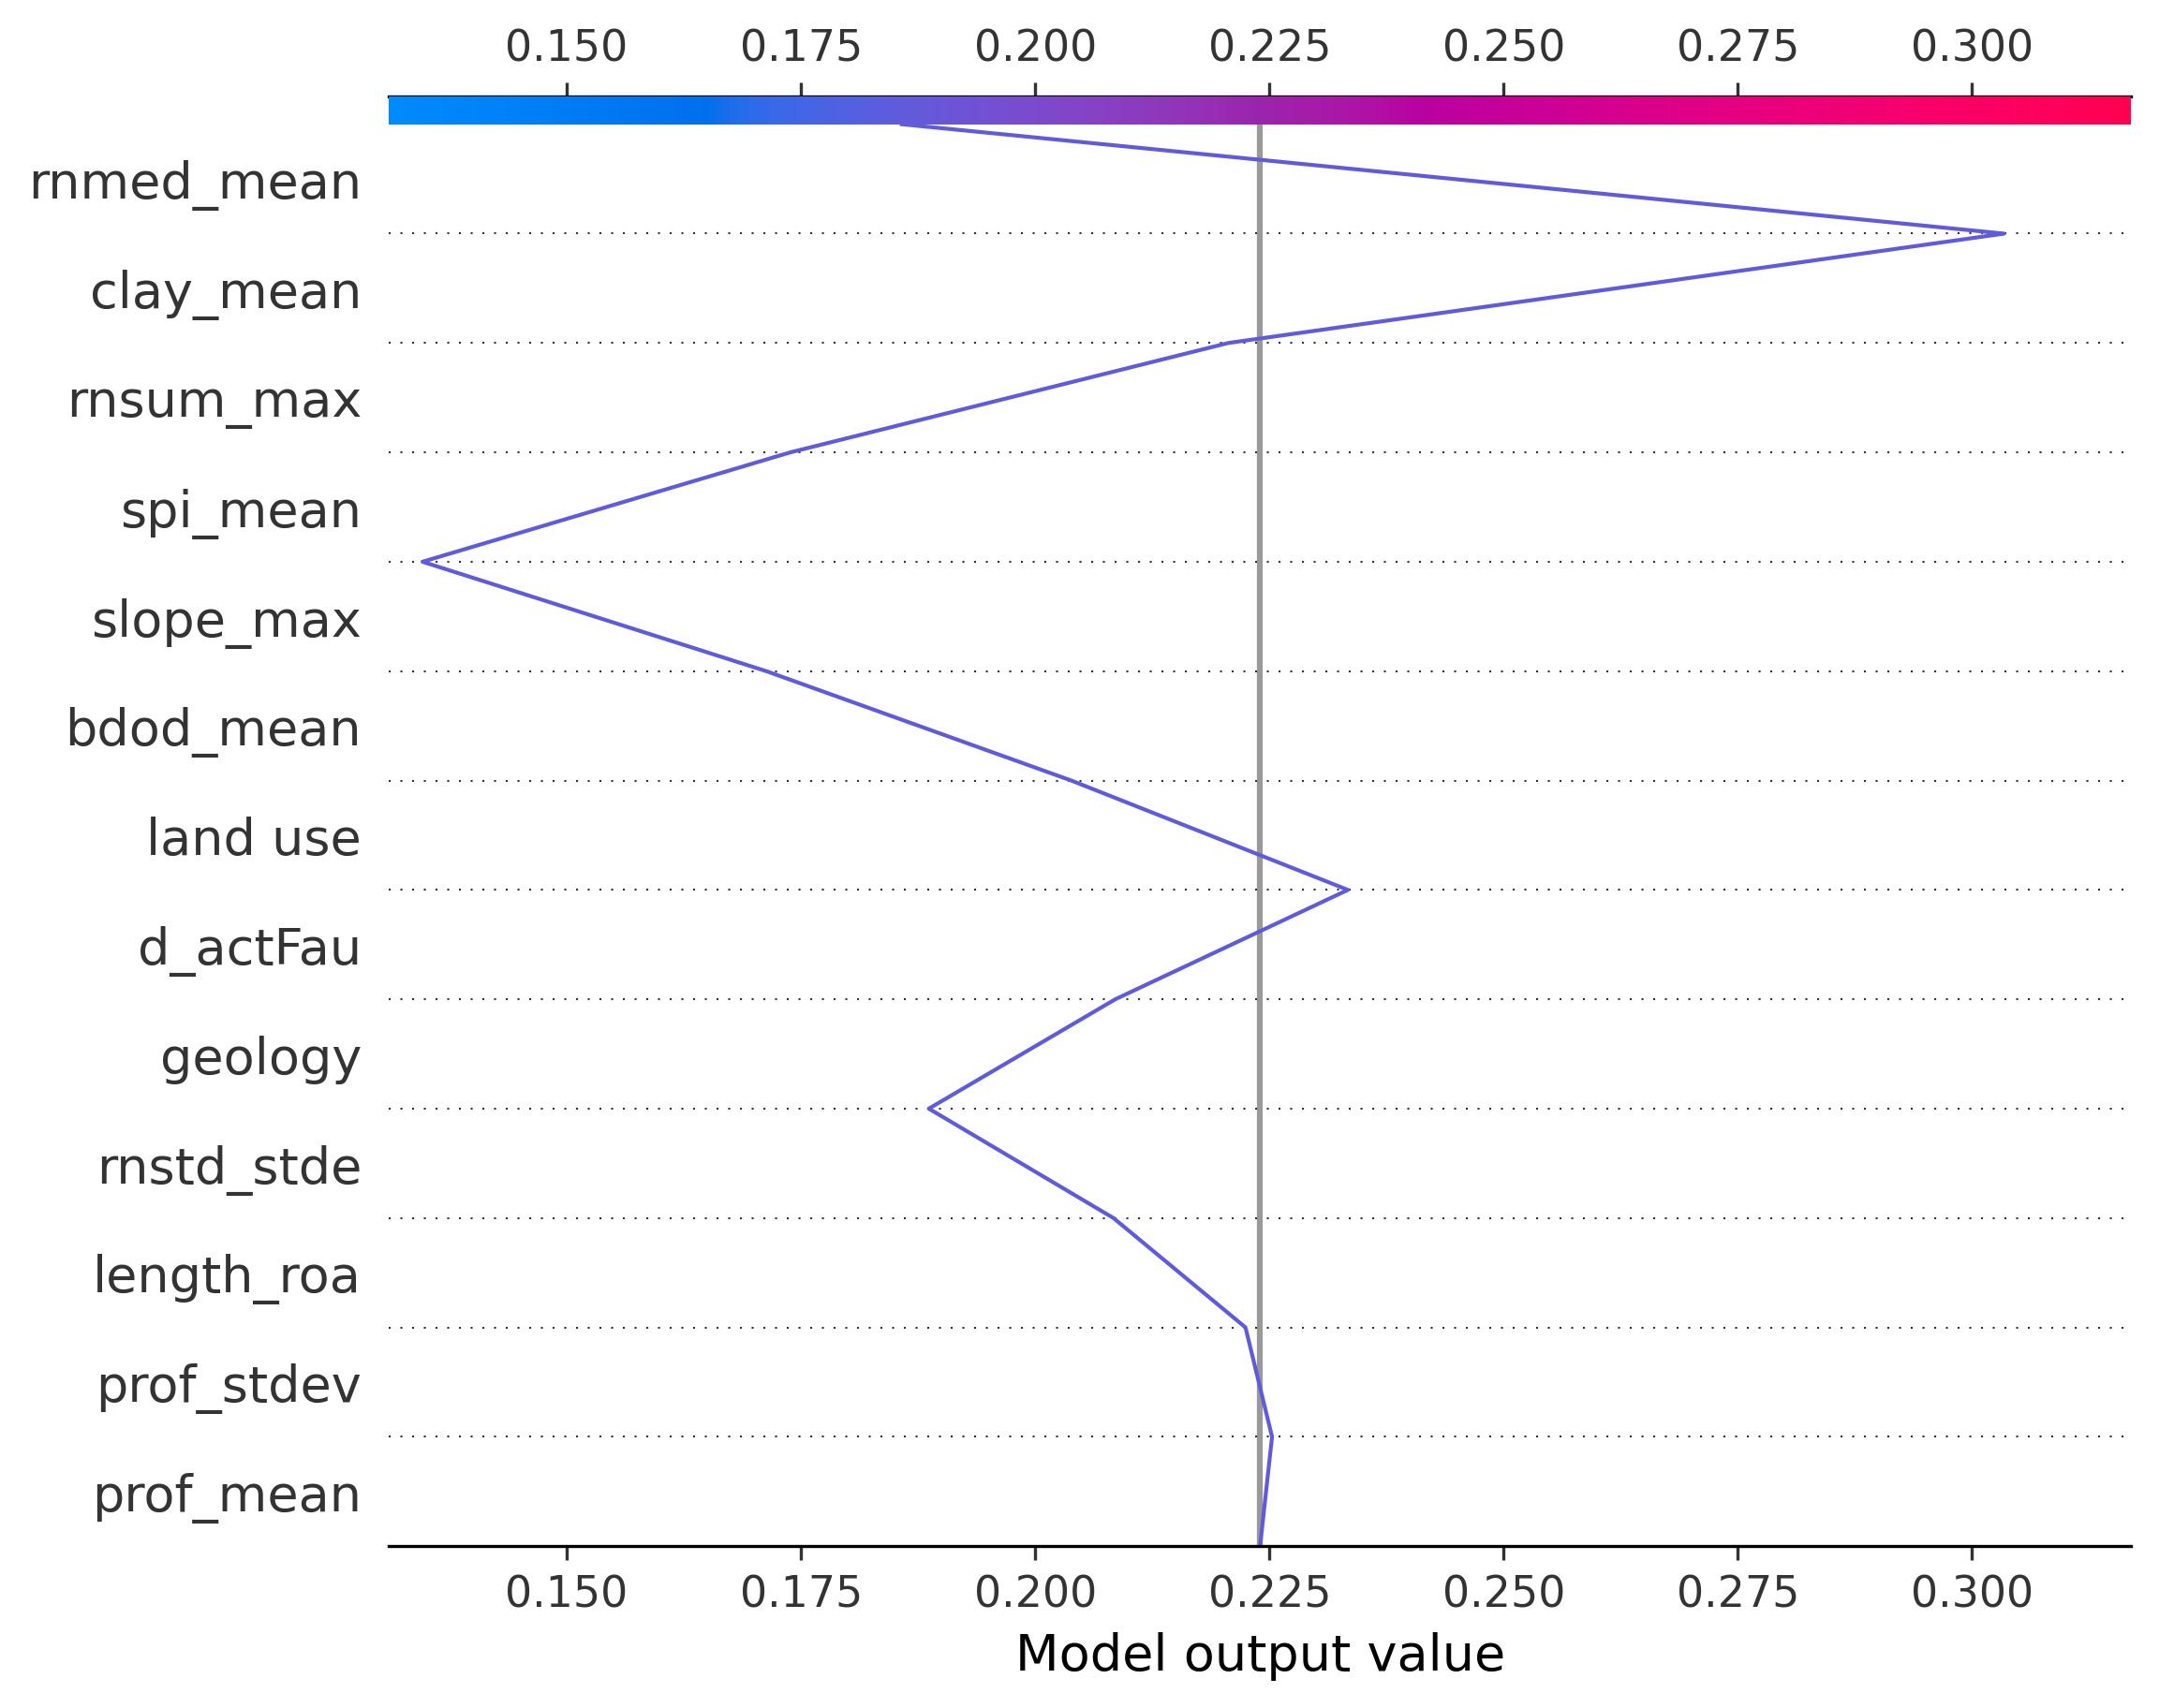 0.150 0.175 0.200 0.225 0.250 0.275 0.300
rnmed_mean
clay_mean
rnsum_max
spi_mean
slope_max
bdod_mean
land use
d_actFau
geology
rnstd_stde
length_roa
prof_stdev
prof_mean
0.150 0.175 0.200 0.225 0.250 0.275 0.300
Model output value